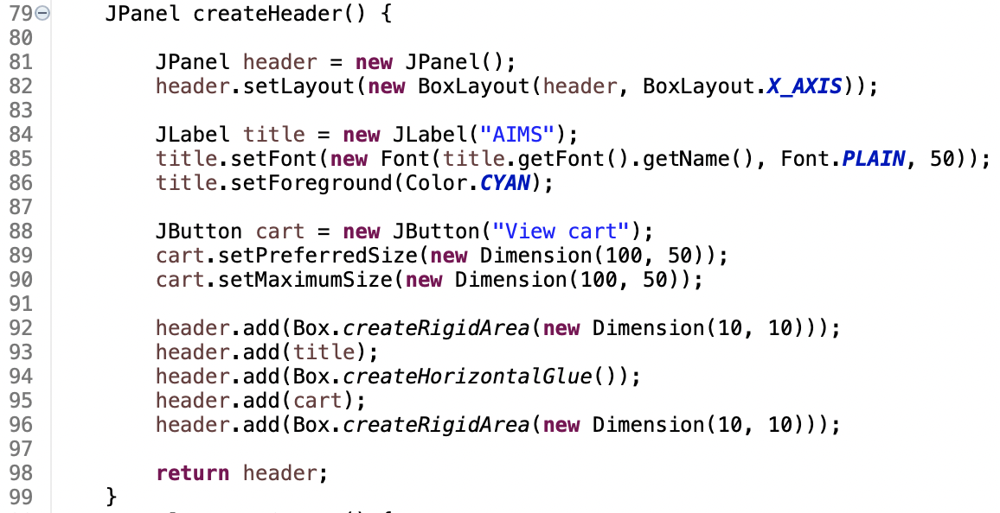 79 JPanel createHeader() {
80
81 JPanel header = new JPanel();
82 header.setLayout(new BoxLayout(header, BoxLayout.X_AXIS));
83
84 JLabel title = new JLabel("AIMS");
85 title.setFont(new Font(title.getFont().getName(), Font.PLAIN, 50));
86 title.setForeground(Color.CYAN);
87
88 JButton cart = new JButton("View cart");
89 cart.setPreferredSize(new Dimension(100, 50));
90 cart.setMaximumSize(new Dimension(100, 50));
91
92 header.add(Box.createRigidArea(new Dimension(10, 10)));
93 header.add(title);
94 header.add(Box.createHorizontalGlue());
95 header.add(cart);
96 header.add(Box.createRigidArea(new Dimension(10, 10)));
97
98 return header;
99 }